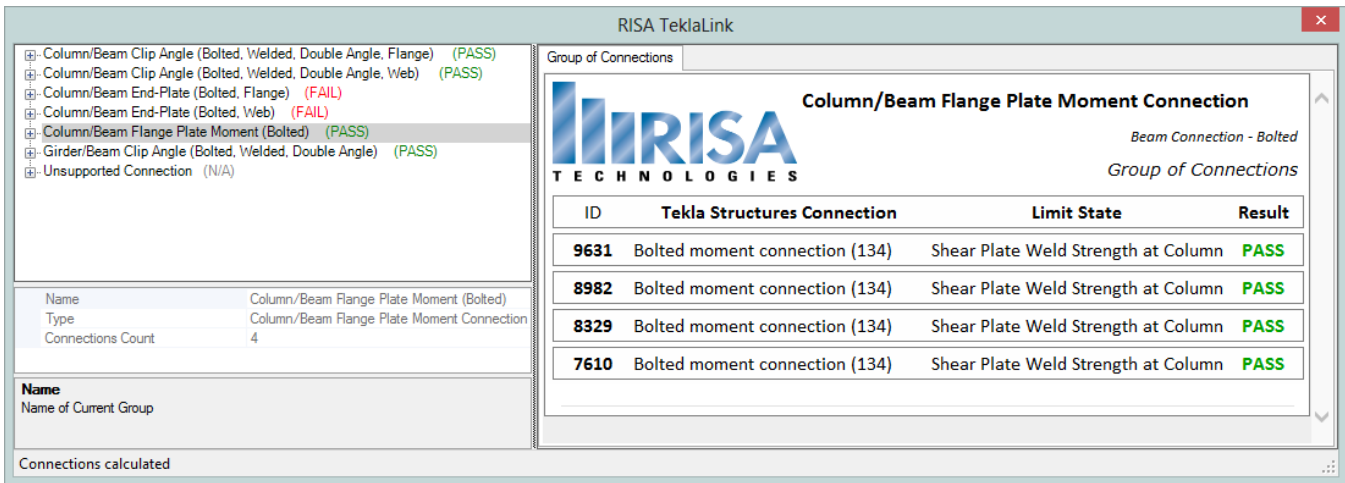 RISA TeklaLink
Column/Beam Clip Angle (Bolted, Welded, Double Angle, Flange) (PASS)
Column/Beam Clip Angle (Bolted, Welded, Double Angle, Web) (PASS)
Column/Beam End-Plate (Bolted, Flange) (FAIL)
Column/Beam End-Plate (Bolted, Web) (FAIL)
Column/Beam Flange Plate Moment (Bolted) (PASS)
Girder/Beam Clip Angle (Bolted, Welded, Double Angle) (PASS)
Unsupported Connection (N/A)
Name Column/Beam Flange Plate Moment (Bolted)
Type Column/Beam Flange Plate Moment Connection
Connections Count 4
Name
Name of Current Group
Group of Connections
RISA
TECHNOLOGIES
Column/Beam Flange Plate Moment Connection
Beam Connection - Bolted
Group of Connections
ID Tekla Structures Connection Limit State Result
9631 Bolted moment connection (134) Shear Plate Weld Strength at Column PASS
8982 Bolted moment connection (134) Shear Plate Weld Strength at Column PASS
8329 Bolted moment connection (134) Shear Plate Weld Strength at Column PASS
7610 Bolted moment connection (134) Shear Plate Weld Strength at Column PASS
Connections calculated